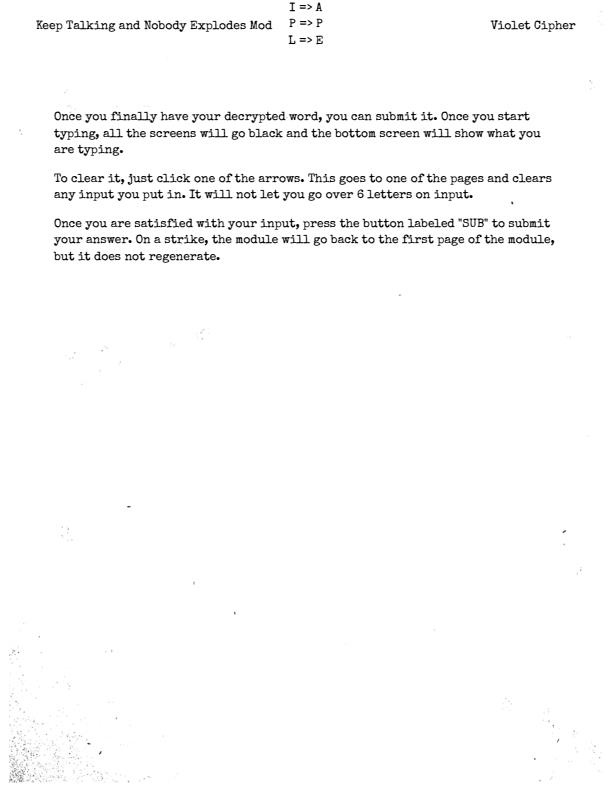 I => A
Keep Talking and Nobody Explodes Mod P => P Violet Cipher
L => E
Once you finally have your decrypted word, you can submit it. Once you start
typing, all the screens will go black and the bottom screen will show what you
are typing.
To clear it, just click one of the arrows. This goes to one of the pages and clears
any input you put in. It will not let you go over 6 letters on input.
Once you are satisfied with your input, press the button labeled "SUB" to submit
your answer. On a strike, the module will go back to the first page of the module,
but it does not regenerate.